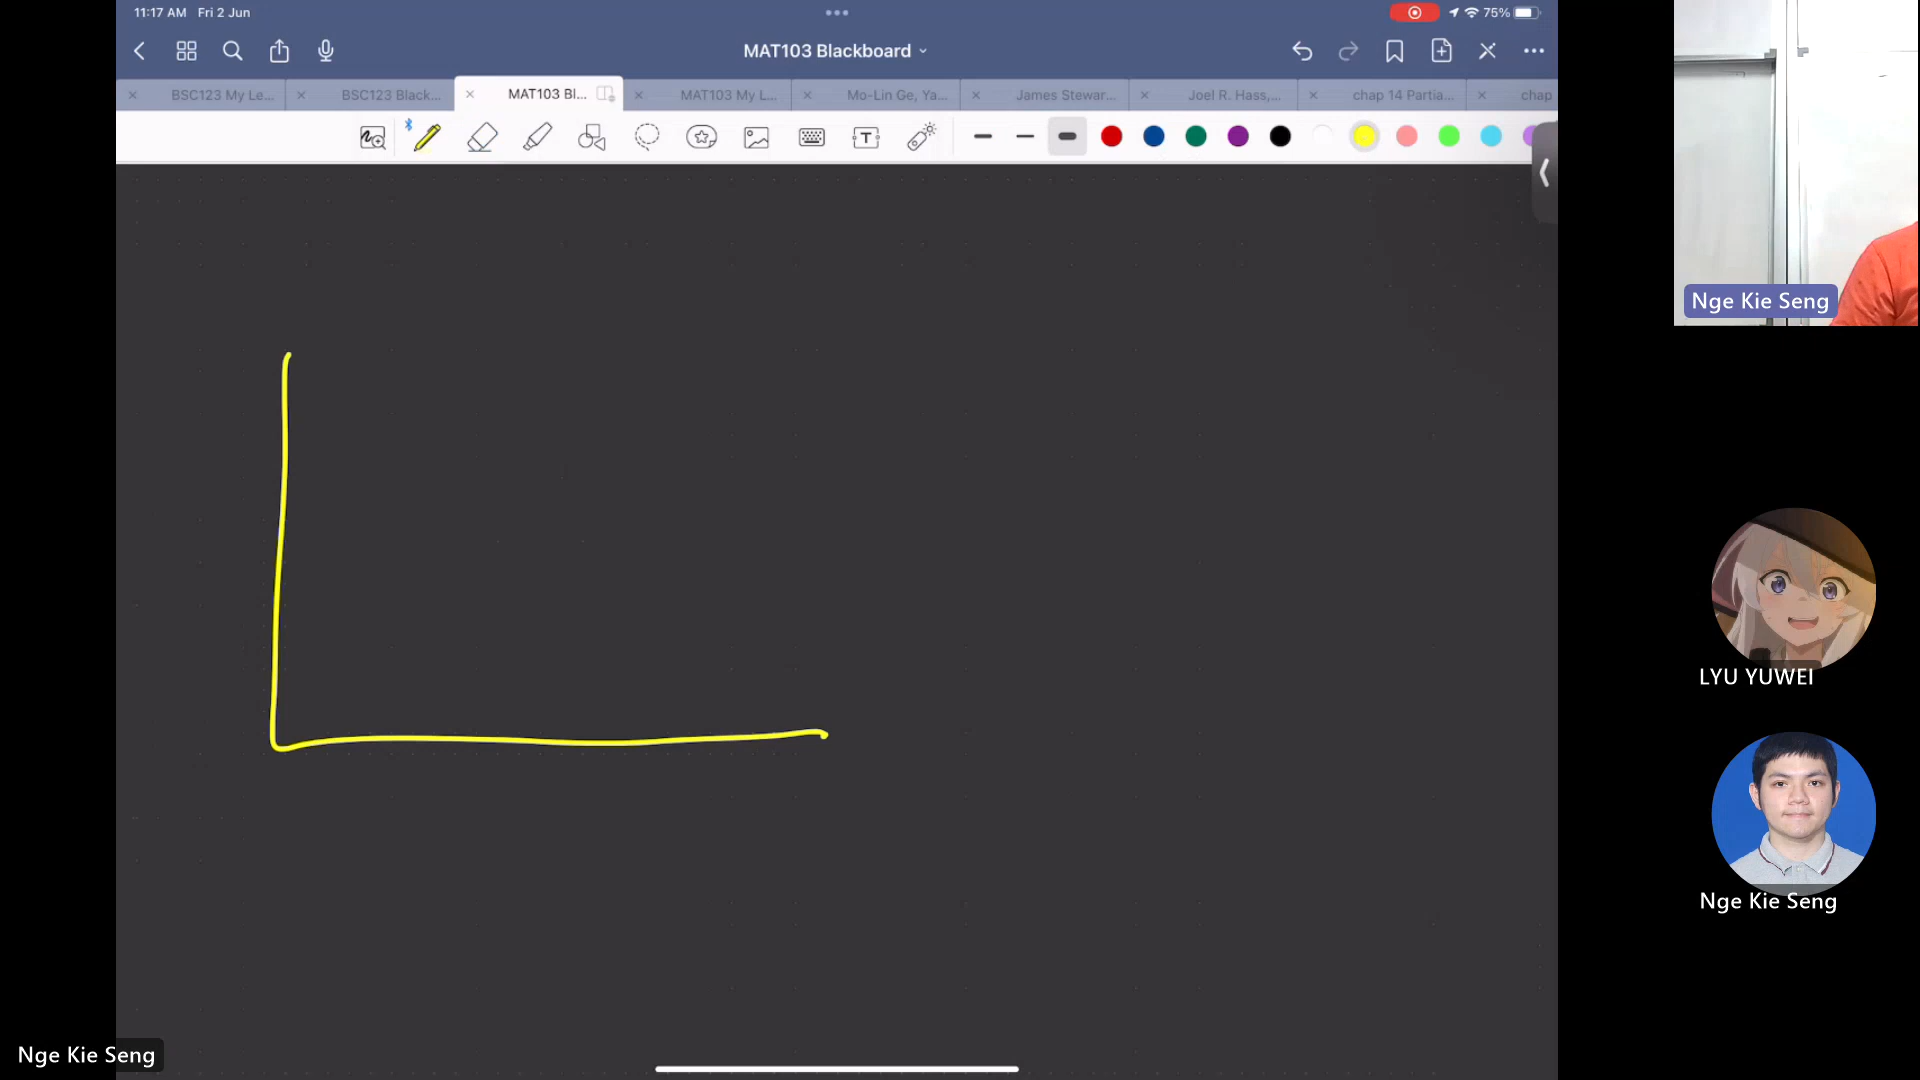 11:17 AM Fri 2 Jun
75%
MAT103 Blackboard
BSC123 My Le...
BSC123 Black...
MAT103 Bl...
MAT103 My L...
Mo-Lin Ge, Ya...
James Stewar...
Joel R. Hass,...
chap 14 Partia...
chap
T
Nge Kie Seng
LYU YUWEI
Nge Kie Seng
Nge Kie Seng